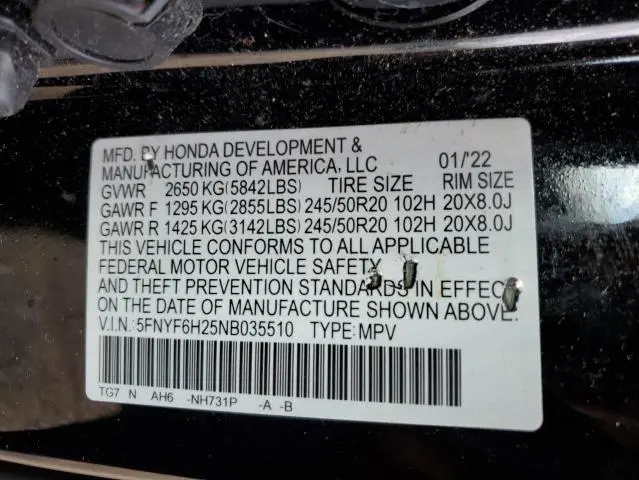 MFD. BY HONDA DEVELOPMENT &
MANUFACTURING OF AMERICA, LLC 01/'22
GVWR 2650 KG(5842LBS) TIRE SIZE RIM SIZE
GAWR F 1295 KG(2855LBS) 245/50R20 102H 20X8.0J
GAWR R 1425 KG(3142LBS) 245/50R20 102H 20X8.0J
THIS VEHICLE CONFORMS TO ALL APPLICABLE
FEDERAL MOTOR VEHICLE SAFETY
AND THEFT PREVENTION STANDARDS IN EFFECT
ON THE DATE OF MANUFACTURE SHOWN ABOVE.
V.I.N.:5FNYF6H25NB035510 TYPE:MPV
TG7 N AH6 -NH731P -A -B